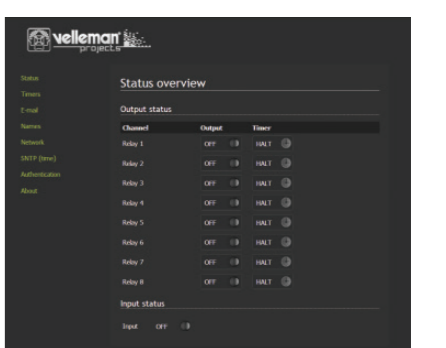 velleman
projects
Status
Timers
E-mail
Names
Network
SNTP (time)
Authentication
About
Status overview
Output status
Channel Output Timer
Relay 1 OFF HALT
Relay 2 OFF HALT
Relay 3 OFF HALT
Relay 4 OFF HALT
Relay 5 OFF HALT
Relay 6 OFF HALT
Relay 7 OFF HALT
Relay 8 OFF HALT
Input status
Input OFF